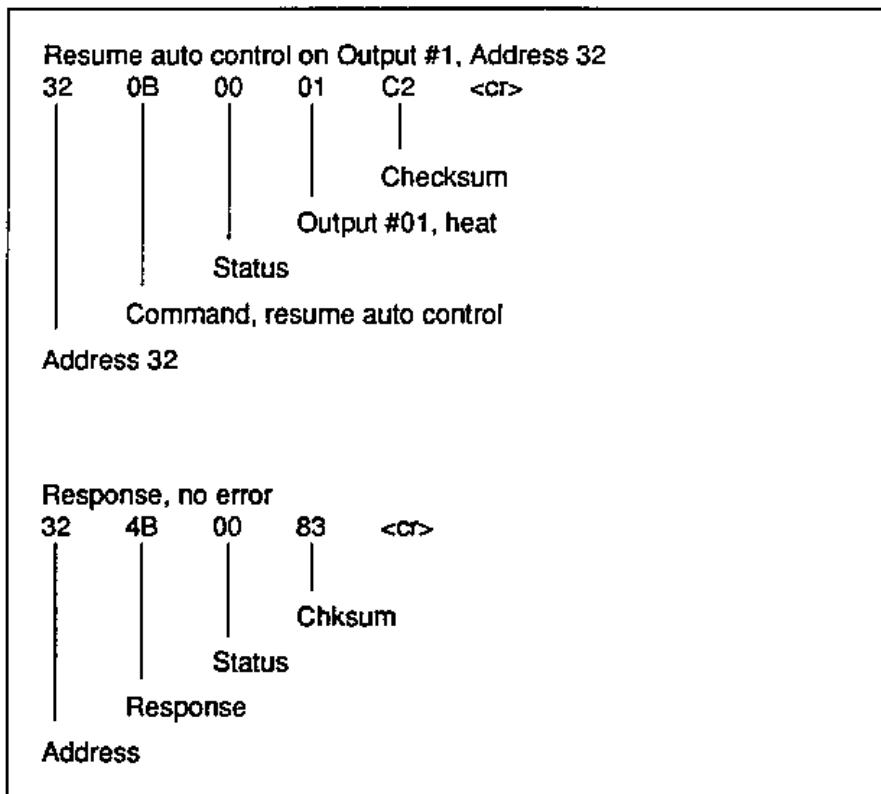 Resume auto control on Output #1, Address 32
32 0B 00 01 C2 <cr>
Checksum
Output #01, heat
Status
Command, resume auto control
Address 32
Response, no error
32 4B 00 83 <cr>
Chksum
Status
Response
Address